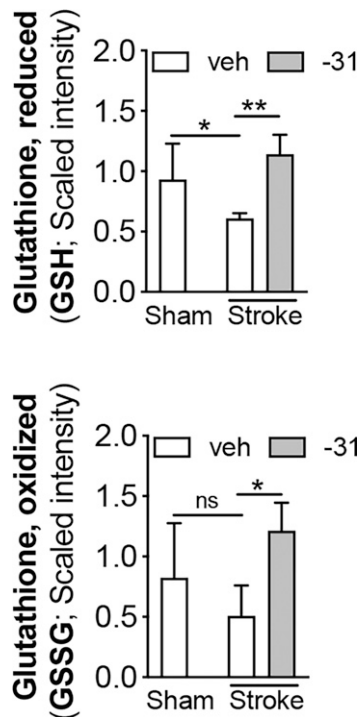 Glutathione, reduced
(GSH; Scaled intensity)
2.0
1.5
1.0
0.5
0.0
veh -31
* **
Sham Stroke
Glutathione, oxidized
(GSSG; Scaled intensity)
2.0
1.5
1.0
0.5
0.0
veh -31
ns *
Sham Stroke